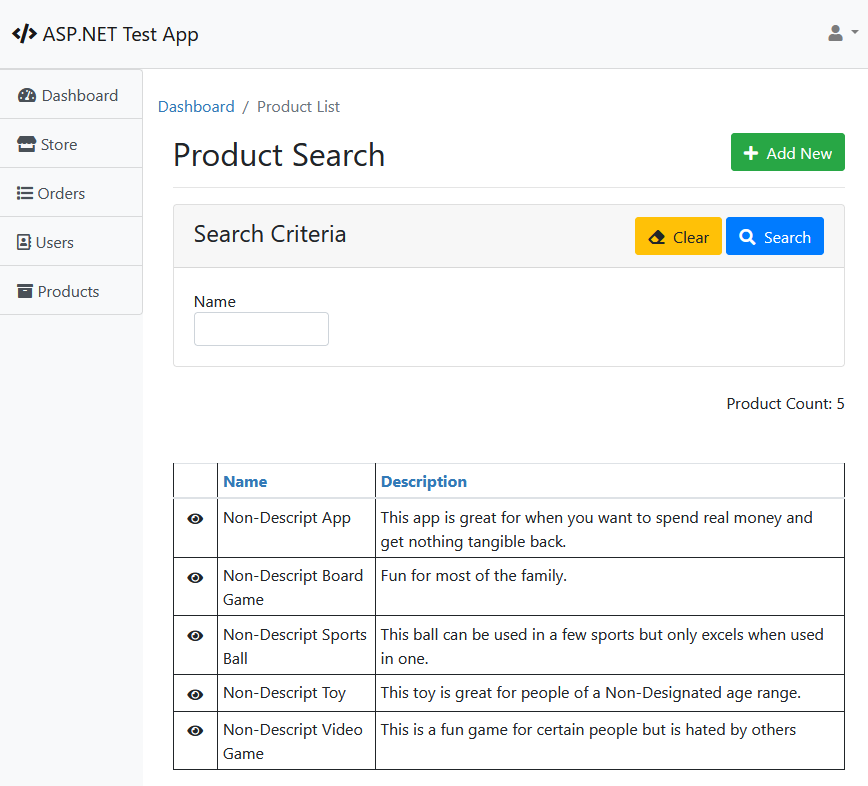 ASP.NET Test App
Dashboard
Store
Orders
Users
Products
Dashboard / Product List
Product Search
Add New
Search Criteria
Clear
Search
Name
Product Count: 5
Name Description
Non-Descript App
This app is great for when you want to spend real money and
get nothing tangible back.
Non-Descript Board
Game
Fun for most of the family.
Non-Descript Sports
Ball
This ball can be used in a few sports but only excels when used
in one.
Non-Descript Toy
This toy is great for people of a Non-Designated age range.
Non-Descript Video
Game
This is a fun game for certain people but is hated by others